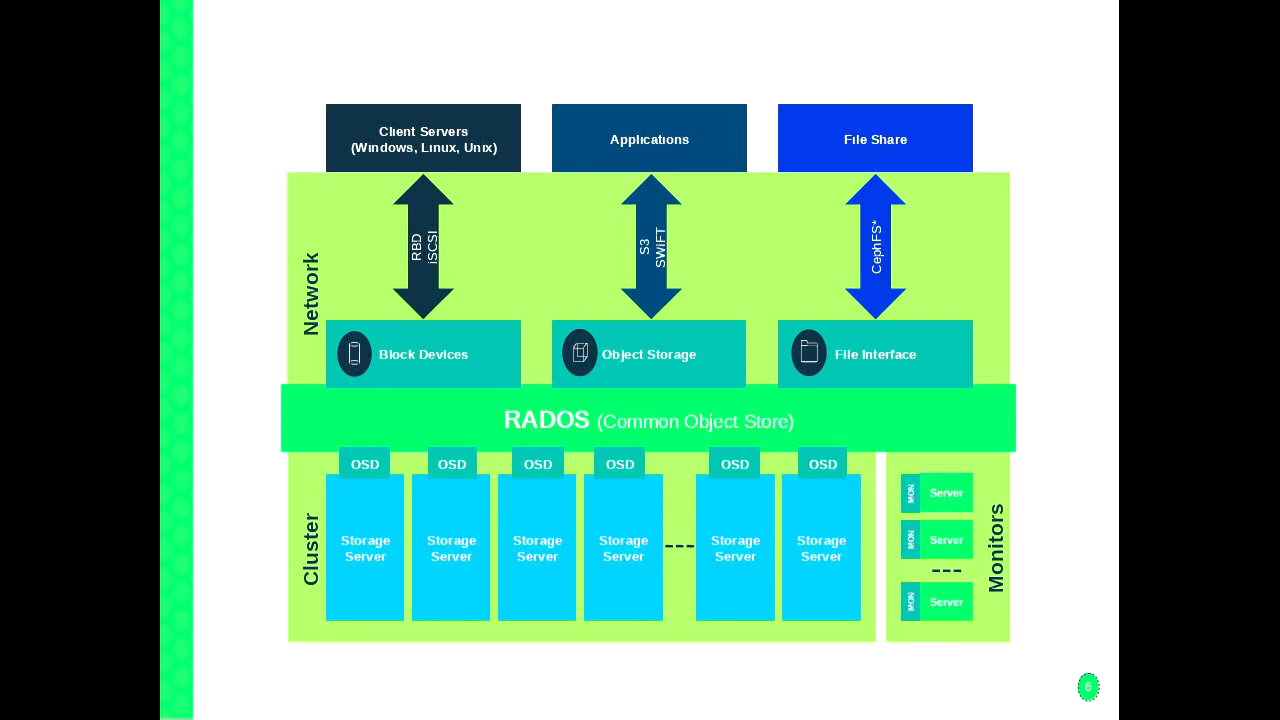 Client Servers
(Windows, Linux, Unix)
Applications
File Share
Network
RBD
iSCSI
S3
SWIFT
CephFS*
Block Devices
Object Storage
File Interface
RADOS (Common Object Store)
OSD
OSD
OSD
OSD
OSD
OSD
Cluster
Storage
Server
Storage
Server
Storage
Server
Storage
Server
---
Storage
Server
Storage
Server
MON
Server
MON
Server
---
MON
Server
Monitors
6